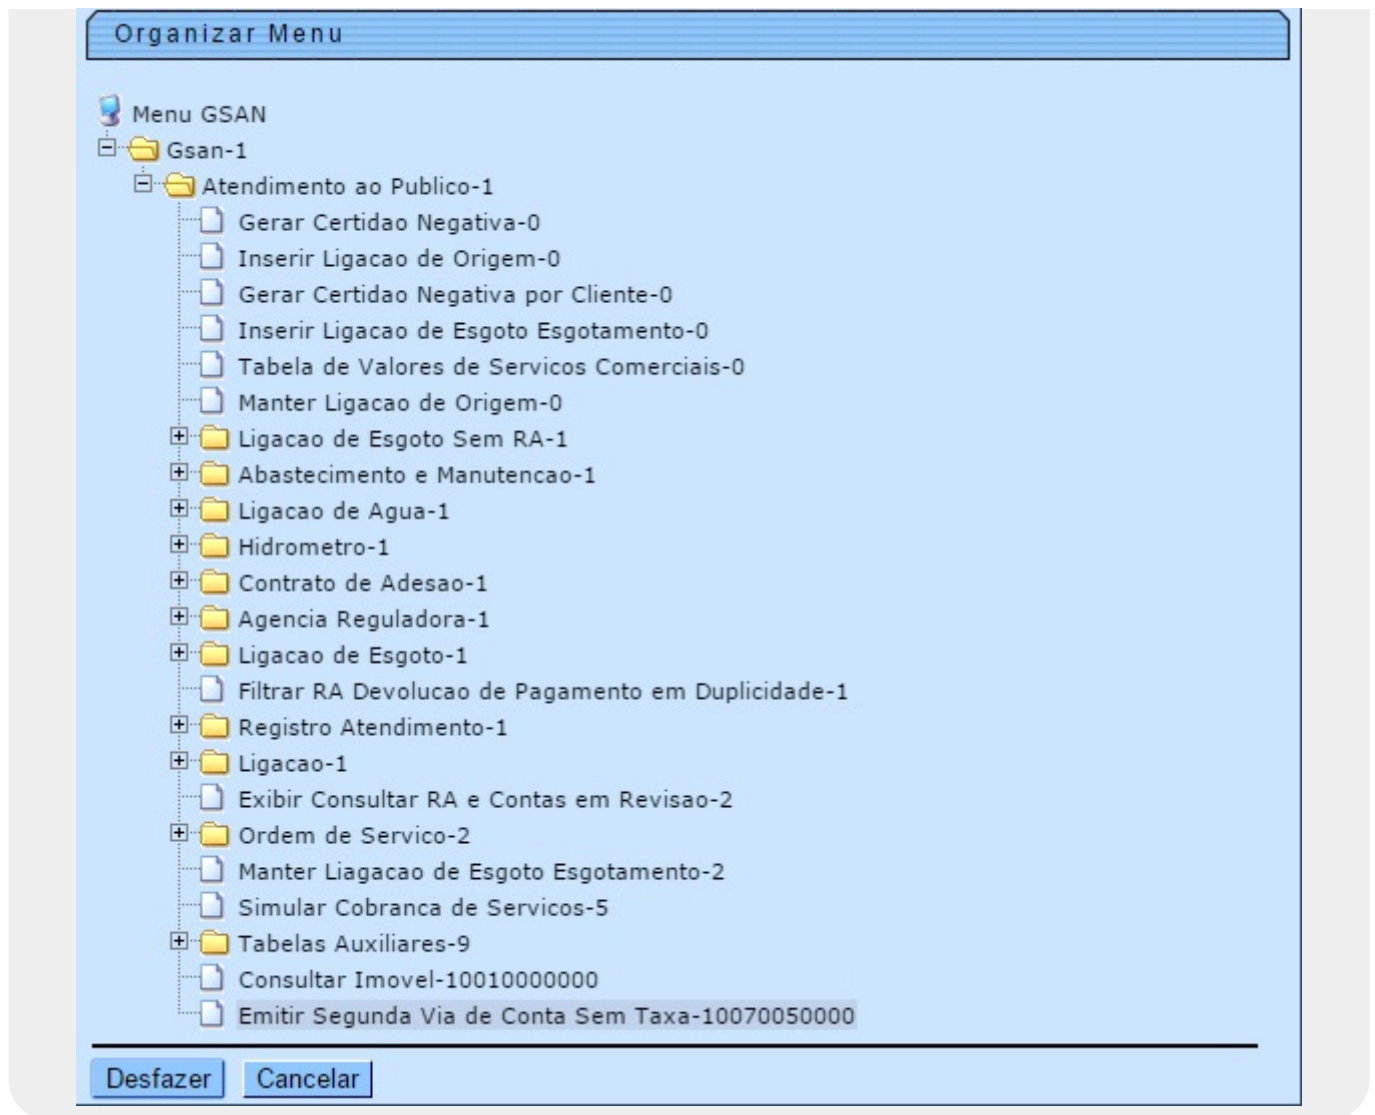 Organizar Menu
Menu GSAN
Gsan-1
Atendimento ao Publico-1
Gerar Certidao Negativa-0
Inserir Ligacao de Origem-0
Gerar Certidao Negativa por Cliente-0
Inserir Ligacao de Esgoto Esgotamento-0
Tabela de Valores de Servicos Comerciais-0
Manter Ligacao de Origem-0
Ligacao de Esgoto Sem RA-1
Abastecimento e Manutencao-1
Ligacao de Agua-1
Hidrometro-1
Contrato de Adesao-1
Agencia Reguladora-1
Ligacao de Esgoto-1
Filtrar RA Devolucao de Pagamento em Duplicidade-1
Registro Atendimento-1
Ligacao-1
Exibir Consultar RA e Contas em Revisao-2
Ordem de Servico-2
Manter Liagacao de Esgoto Esgotamento-2
Simular Cobranca de Servicos-5
Tabelas Auxiliares-9
Consultar Imovel-10010000000
Emitir Segunda Via de Conta Sem Taxa-10070050000
Desfazer Cancelar